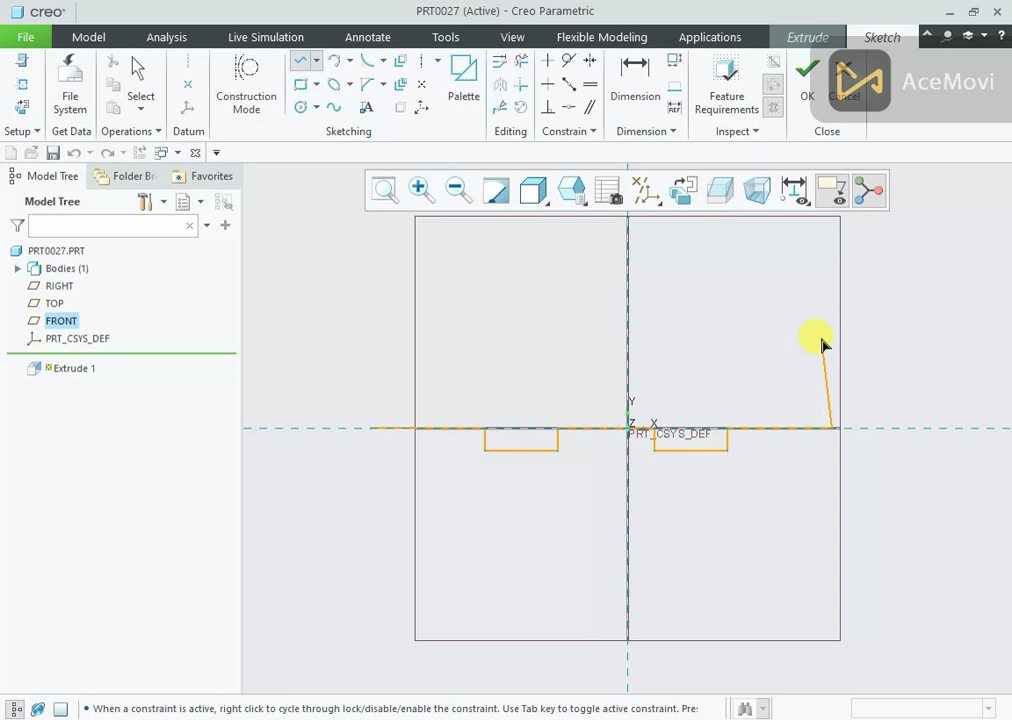 creo
PRT0027 (Active) - Creo Parametric
File
Model
Analysis
Live Simulation
Annotate
Tools
View
Flexible Modeling
Applications
Extrude
Sketch
File System
Select
Construction Mode
Palette
Dimension
Feature Requirements
OK
Cancel
AceMovi
Setup
Get Data
Operations
Datum
Sketching
Editing
Constrain
Dimension
Inspect
Close
Model Tree
Folder Br
Favorites
Model Tree
PRT0027.PRT
Bodies (1)
RIGHT
TOP
FRONT
PRT_CSYS_DEF
Extrude 1
Y
Z X
PRT_CSYS_DEF
• When a constraint is active, right click to cycle through lock/disable/enable the constraint. Use Tab key to toggle active constraint. Pre